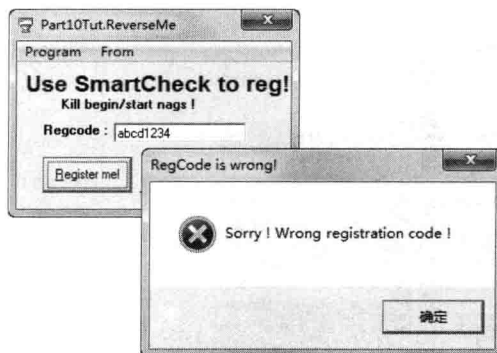 Part10Tut.ReverseMe
Program From
Use SmartCheck to reg!
Kill begin/start nags !
Regcode : abcd1234
Register me!
RegCode is wrong!
Sorry ! Wrong registration code !
确定